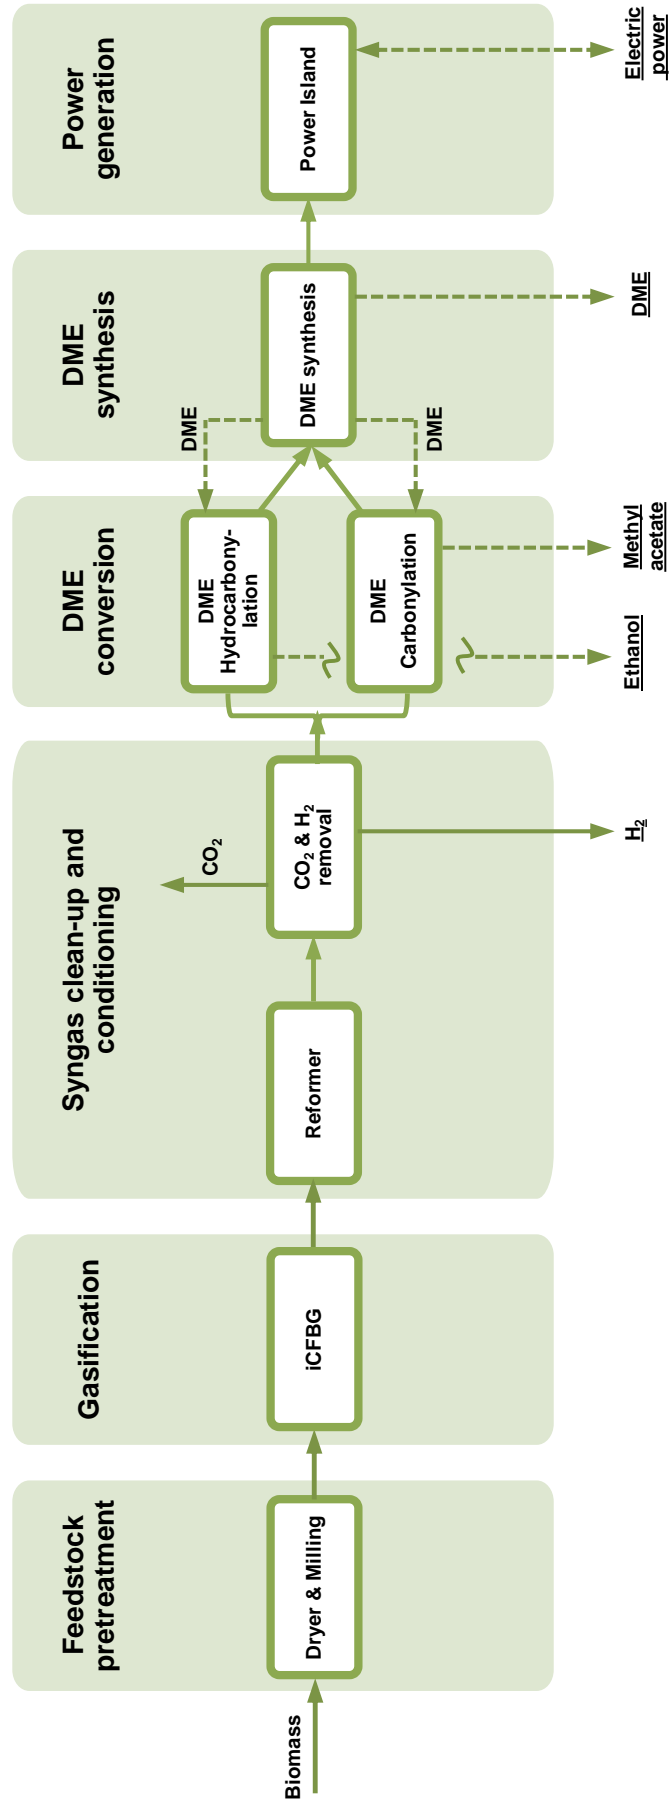 Feedstock
pretreatment
Gasification
Syngas clean-up and
conditioning
DME
conversion
DME
synthesis
Power
generation
Biomass
Dryer & Milling
iCFBG
Reformer
CO₂
CO₂ & H₂
removal
DME
Hydrocarbony-
lation
DME
Carbonylation
DME
DME
DME synthesis
Power Island
H₂
Ethanol
Methyl
acetate
DME
Electric
power